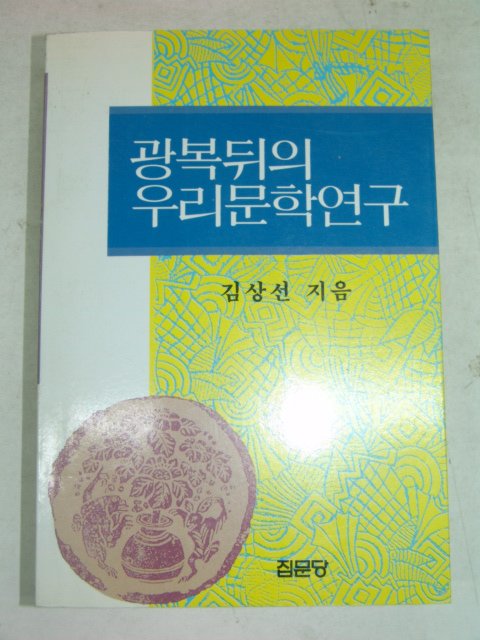 광복뒤의
우리문학연구
김상선 지음
집문당